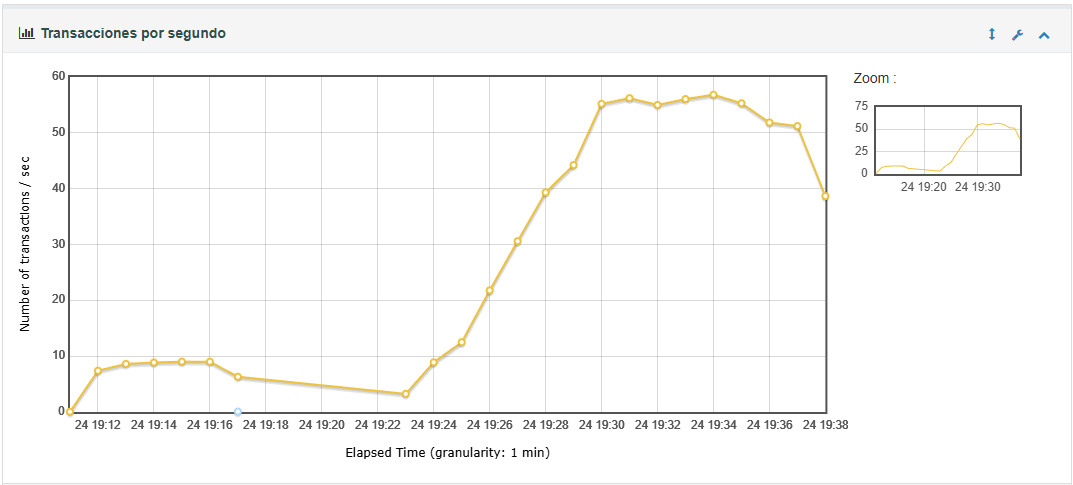 Transacciones por segundo
Zoom :
60
50
40
30
20
10
0
Number of transactions / sec
24 19:12 24 19:14 24 19:16 24 19:18 24 19:20 24 19:22 24 19:24 24 19:26 24 19:28 24 19:30 24 19:32 24 19:34 24 19:36 24 19:38
Elapsed Time (granularity: 1 min)
75
50
25
0
24 19:20 24 19:30